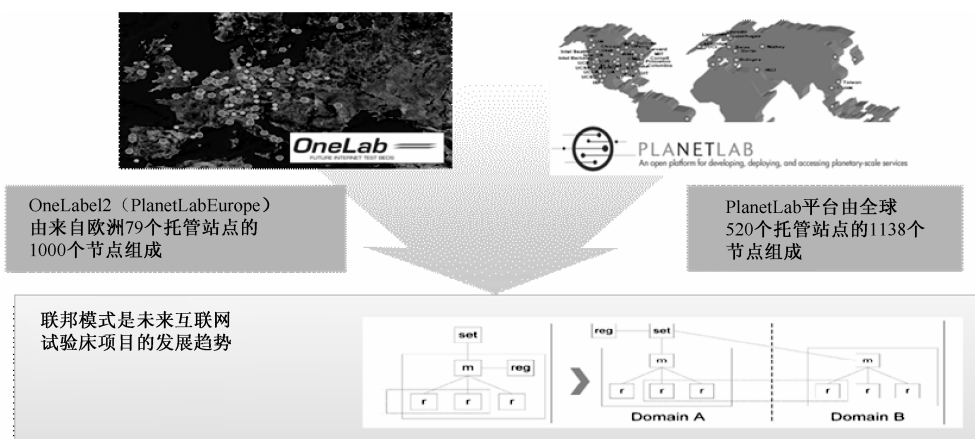 OneLab
FUTURE INTERNET TEST BEDS
PLANETLAB
An open platform for developing, deploying, and accessing planetary-scale services
OneLabel2（PlanetLabEurope）
由来自欧洲79个托管站点的
1000个节点组成
PlanetLab平台由全球
520个托管站点的1138个
节点组成
联邦模式是未来互联网
试验床项目的发展趋势
set
m reg
r r r
reg set
m
r r r
Domain A
m
r r r
Domain B